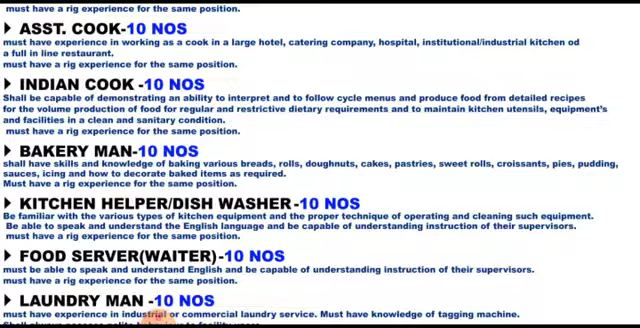 must have a rig experience for the same position.
ASST. COOK-10 NOS
must have experience in working as a cook in a large hotel, catering company, hospital, institutional/industrial kitchen od
a full in line restaurant.
must have a rig experience for the same position.
INDIAN COOK -10 NOS
Shall be capable of demonstrating an ability to interpret and to follow cycle menus and produce food from detailed recipes
for the volume production of food for regular and restrictive dietary requirements and to maintain kitchen utensils, equipment's
and facilities in a clean and sanitary condition.
must have a rig experience for the same position.
BAKERY MAN-10 NOS
shall have skills and knowledge of baking various breads, rolls, doughnuts, cakes, pastries, sweet rolls, croissants, pies, pudding,
sauces, icing and how to decorate baked items as required.
Must have a rig experience for the same position.
KITCHEN HELPER/DISH WASHER-10 NOS
Be familiar with the various types of kitchen equipment and the proper technique of operating and cleaning such equipment.
Be able to speak and understand the English language and be capable of understanding instruction of their supervisors.
must have a rig experience for the same position.
FOOD SERVER(WAITER)-10 NOS
must be able to speak and understand English and be capable of understanding instruction of their supervisors.
must have a rig experience for the same position.
LAUNDRY MAN -10 NOS
must have experience in industrial or commercial laundry service. Must have knowledge of tagging machine.